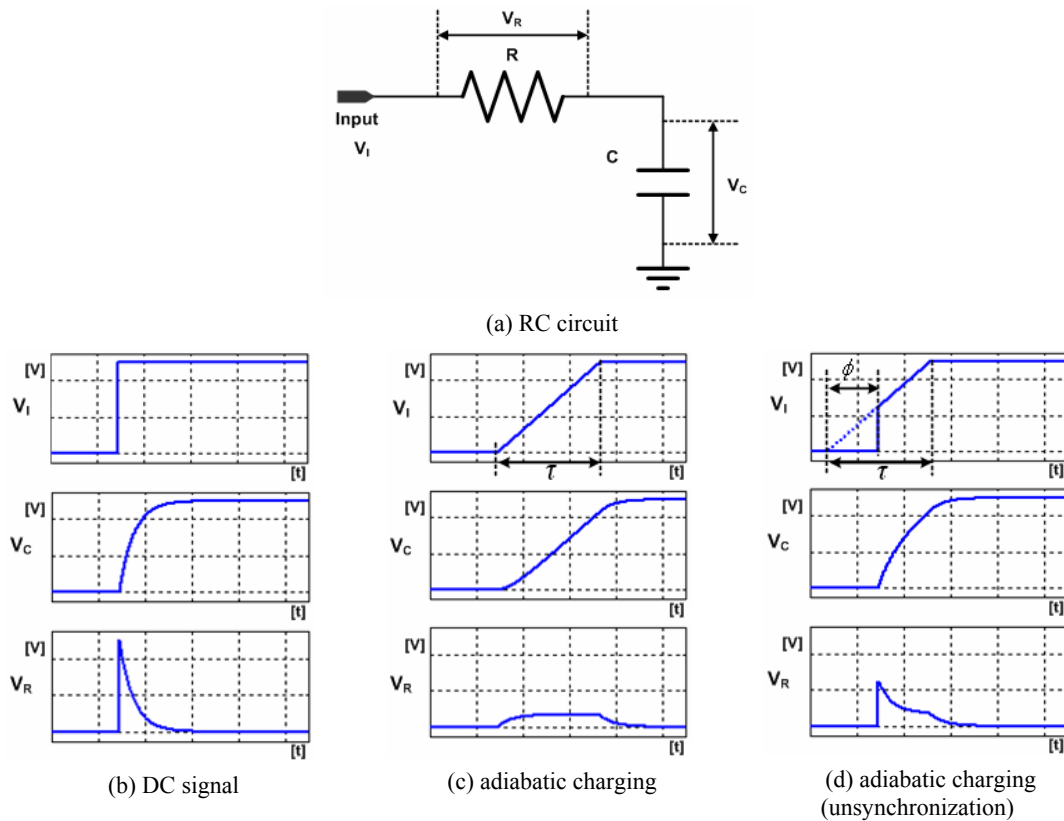 V_R
R
Input
V_I
C
V_C
(a) RC circuit
[V]
V_I
[t]
[V]
V_C
[t]
[V]
V_R
[t]
(b) DC signal
[V]
V_I
τ
[t]
[V]
V_C
[t]
[V]
V_R
[t]
(c) adiabatic charging
[V]
ϕ
V_I
τ
[t]
[V]
V_C
[t]
[V]
V_R
[t]
(d) adiabatic charging
(unsynchronization)